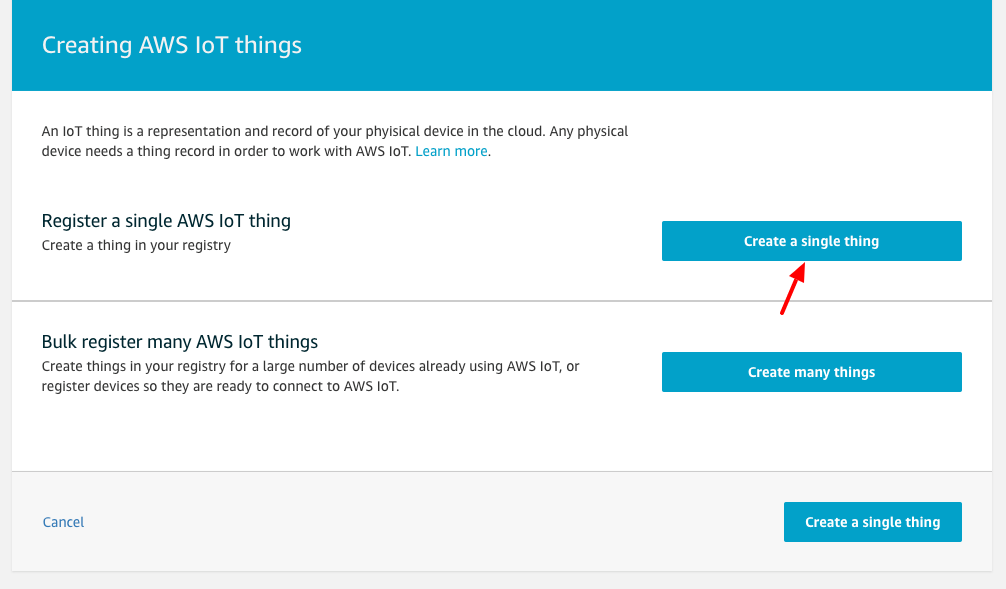 Creating AWS IoT things
An IoT thing is a representation and record of your phyisical device in the cloud. Any physical
device needs a thing record in order to work with AWS IoT. Learn more.
Register a single AWS IoT thing
Create a thing in your registry
Create a single thing
Bulk register many AWS IoT things
Create things in your registry for a large number of devices already using AWS IoT, or
register devices so they are ready to connect to AWS IoT.
Create many things
Cancel
Create a single thing